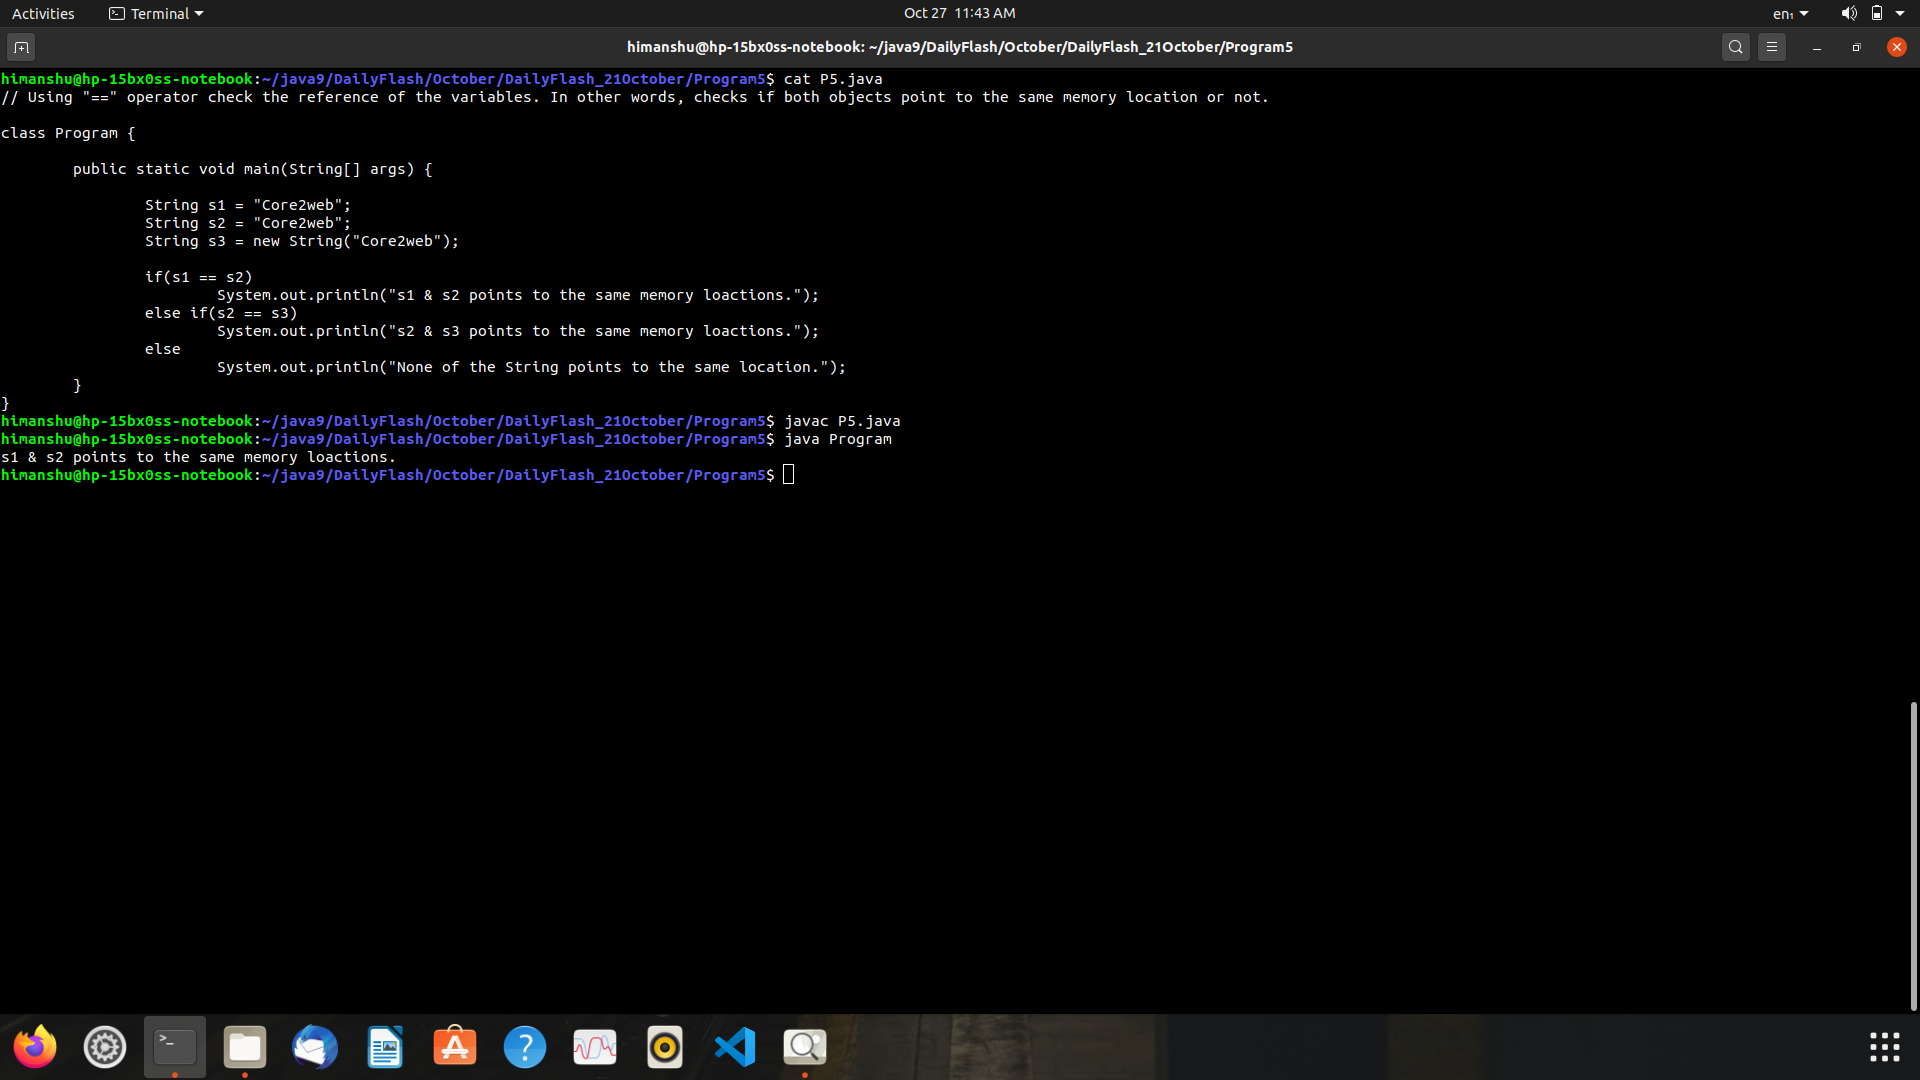 Activities Terminal Oct 27 11:43 AM en₁
himanshu@hp-15bx0ss-notebook: ~/java9/DailyFlash/October/DailyFlash_21October/Program5
himanshu@hp-15bx0ss-notebook:~/java9/DailyFlash/October/DailyFlash_21October/Program5$ cat P5.java
// Using "==" operator check the reference of the variables. In other words, checks if both objects point to the same memory location or not.
class Program {
public static void main(String[] args) {
String s1 = "Core2web";
String s2 = "Core2web";
String s3 = new String("Core2web");
if(s1 == s2)
System.out.println("s1 & s2 points to the same memory loactions.");
else if(s2 == s3)
System.out.println("s2 & s3 points to the same memory loactions.");
else
System.out.println("None of the String points to the same location.");
}
}
himanshu@hp-15bx0ss-notebook:~/java9/DailyFlash/October/DailyFlash_21October/Program5$ javac P5.java
himanshu@hp-15bx0ss-notebook:~/java9/DailyFlash/October/DailyFlash_21October/Program5$ java Program
s1 & s2 points to the same memory loactions.
himanshu@hp-15bx0ss-notebook:~/java9/DailyFlash/October/DailyFlash_21October/Program5$